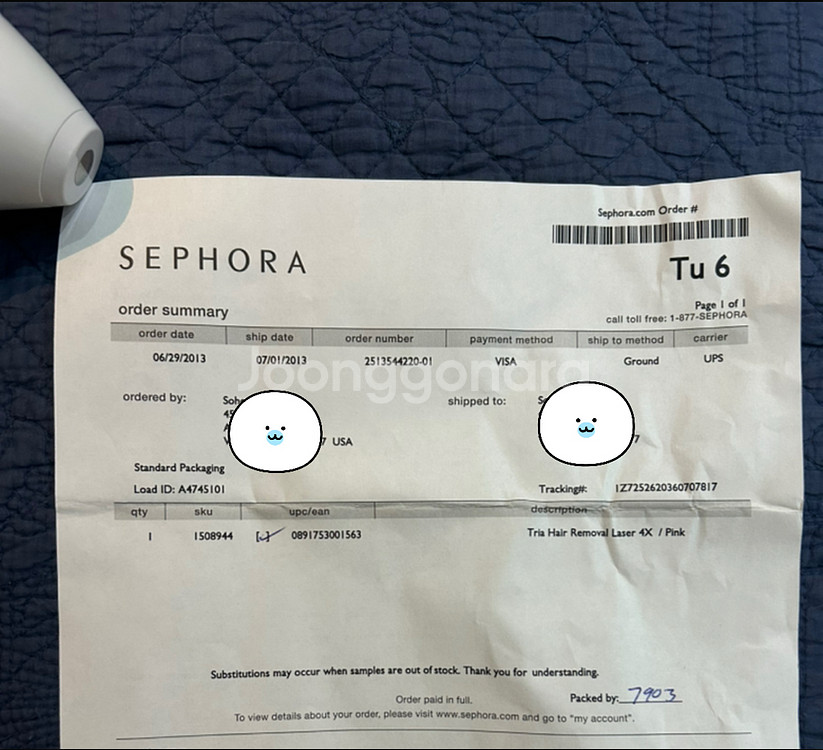 Sephora.com Order #
SEPHORA
Tu 6
Page 1 of 1
order summary
call toll free: 1-877-SEPHORA
order date ship date order number payment method ship to method carrier
06/29/2013 07/01/2013 2513544220-01 VISA Ground UPS
Joonggonara
ordered by: Soh
shipped to: S
45
A
V 7 USA
7
Standard Packaging
Load ID: A4745101
Tracking#: 1Z7252620360707817
qty sku upc/ean description
1 1508944 [✓] 0891753001563 Tria Hair Removal Laser 4X / Pink
Substitutions may occur when samples are out of stock. Thank you for understanding.
Order paid in full.
Packed by: 7903
To view details about your order, please visit www.sephora.com and go to "my account".